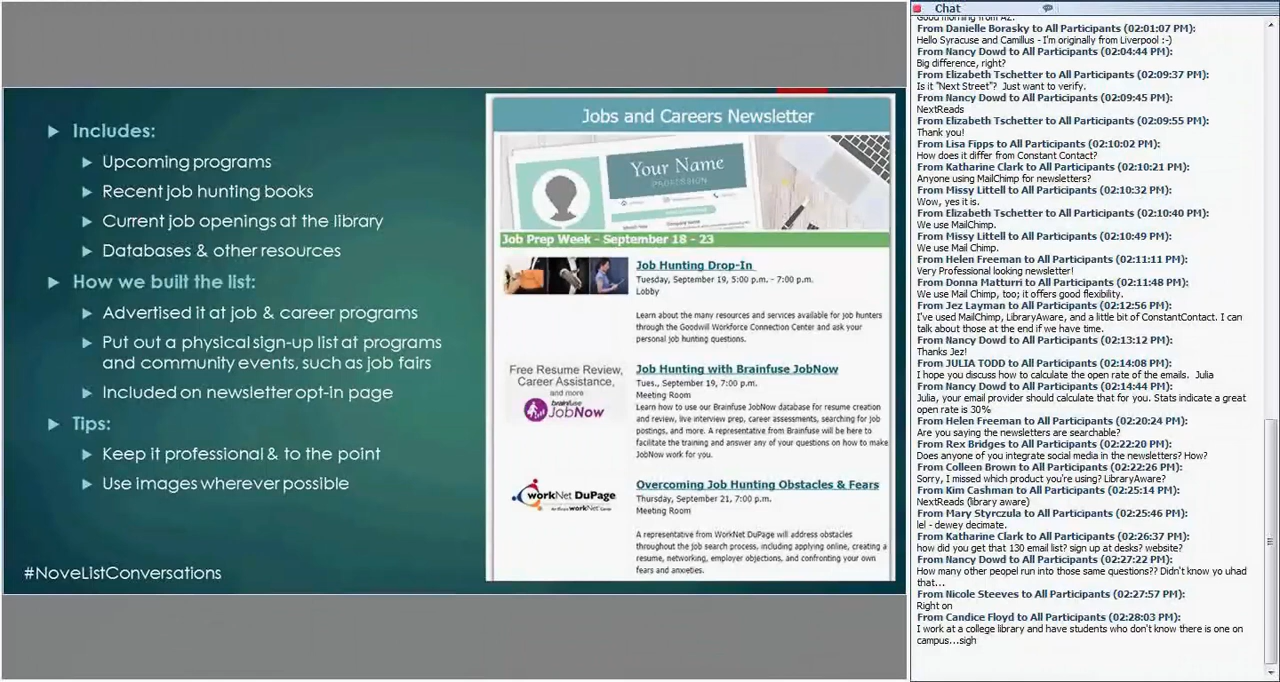 Includes:
Upcoming programs
Recent job hunting books
Current job openings at the library
Databases & other resources
How we built the list:
Advertised it at job & career programs
Put out a physical sign-up list at programs
and community events, such as job fairs
Included on newsletter opt-in page
Tips:
Keep it professional & to the point
Use images wherever possible
#NoveListConversations
Jobs and Careers Newsletter
Your Name
PROFESSION
Job Prep Week - September 18 - 23
Job Hunting Drop-In
Tuesday, September 19, 5:00 p.m. - 7:00 p.m.
Lobby
Learn about the many resources and services available for job hunters
through the Goodwill Workforce Connection Center and ask your
personal job hunting questions.
Free Resume Review,
Career Assistance,
and more
brainfuse
JobNow
Job Hunting with Brainfuse JobNow
Tues., September 19, 7:00 p.m.
Meeting Room
Learn how to use our Brainfuse JobNow database for resume creation
and review, live interview prep, career assessments, searching for job
postings, and more. A representative from Brainfuse will be here to
facilitate the training and answer any of your questions on how to make
JobNow work for you.
workNet DuPage
Overcoming Job Hunting Obstacles & Fears
Thursday, September 21, 7:00 p.m.
Meeting Room
A representative from WorkNet DuPage will address obstacles
throughout the job search process, including applying online, creating a
resume, networking, employer objections, and confronting your own
fears and anxieties.
Chat
Good morning from AZ.
From Danielle Borasky to All Participants (02:01:07 PM):
Hello Syracuse and Camillus - I'm originally from Liverpool :-)
From Nancy Dowd to All Participants (02:04:44 PM):
Big difference, right?
From Elizabeth Tschetter to All Participants (02:09:37 PM):
Is it "Next Street"? Just want to verify.
From Nancy Dowd to All Participants (02:09:45 PM):
NextReads
From Elizabeth Tschetter to All Participants (02:09:55 PM):
Thank you!
From Lisa Fipps to All Participants (02:10:02 PM):
How does it differ from Constant Contact?
From Katharine Clark to All Participants (02:10:21 PM):
Anyone using MailChimp for newsletters?
From Missy Littell to All Participants (02:10:32 PM):
Wow, yes it is.
From Elizabeth Tschetter to All Participants (02:10:40 PM):
We use MailChimp.
From Missy Littell to All Participants (02:10:49 PM):
We use Mail Chimp.
From Helen Freeman to All Participants (02:11:11 PM):
Very Professional looking newsletter!
From Donna Matturri to All Participants (02:11:48 PM):
We use Mail Chimp, too; it offers good flexibility.
From Jez Layman to All Participants (02:12:56 PM):
I've used MailChimp, LibraryAware, and a little bit of ConstantContact. I can
talk about those at the end if we have time.
From Nancy Dowd to All Participants (02:13:12 PM):
Thanks Jez!
From JULIA TODD to All Participants (02:14:08 PM):
I hope you discuss how to calculate the open rate of the emails. Julia
From Nancy Dowd to All Participants (02:14:44 PM):
Julia, your email provider should calculate that for you. Stats indicate a great
open rate is 30%
From Helen Freeman to All Participants (02:20:24 PM):
Are you saying the newsletters are searchable?
From Rex Bridges to All Participants (02:22:20 PM):
Does anyone of you integrate social media in the newsletters? How?
From Colleen Brown to All Participants (02:22:26 PM):
Sorry, I missed which product you're using? LibraryAware?
From Kim Cashman to All Participants (02:25:14 PM):
NextReads (library aware)
From Mary Styrczula to All Participants (02:25:46 PM):
lel - dewey decimate.
From Katharine Clark to All Participants (02:26:37 PM):
how did you get that 130 email list? sign up at desks? website?
From Nancy Dowd to All Participants (02:27:22 PM):
How many other peopel run into those same questions?? Didn't know yo uhad
that...
From Nicole Steeves to All Participants (02:27:57 PM):
Right on
From Candice Floyd to All Participants (02:28:03 PM):
I work at a college library and have students who don't know there is one on
campus...sigh